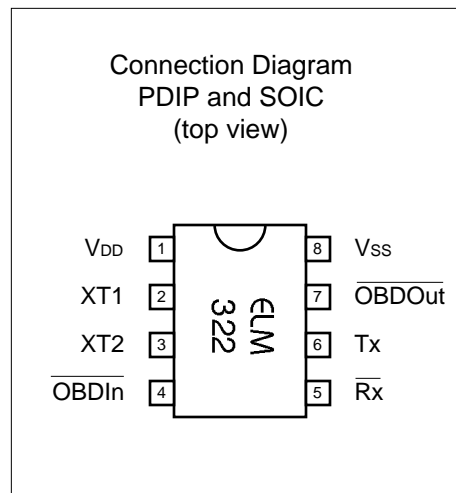 Connection Diagram
PDIP and SOIC
(top view)
VDD 1 8 VSS
XT1 2 7 OBDOut
XT2 3 6 Tx
OBDIn 4 5 Rx
ELM
322